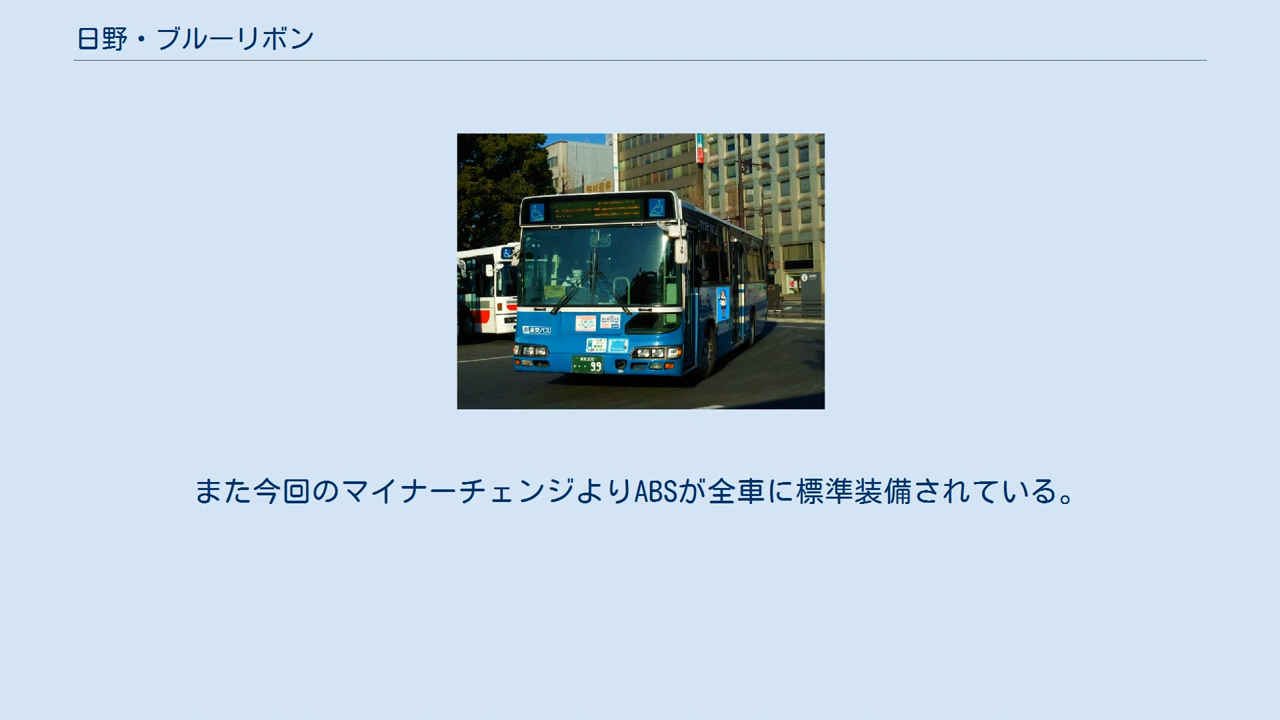 日野・ブルーリボン
99
また今回のマイナーチェンジよりABSが全車に標準装備されている。